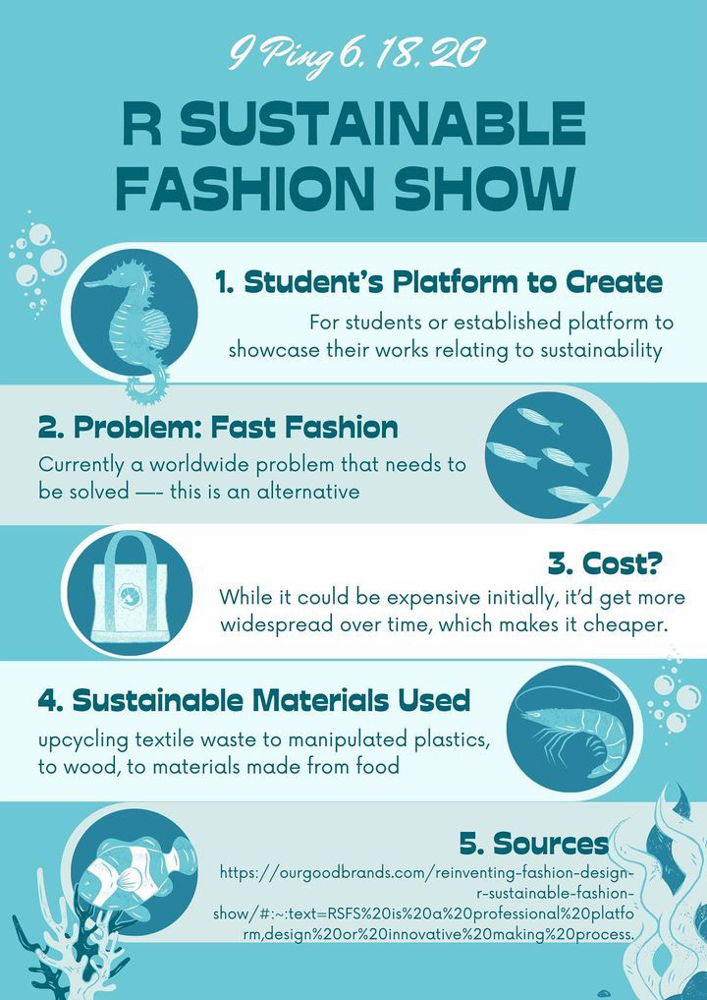 I Ping 6. 18. 20
R SUSTAINABLE
FASHION SHOW
1. Student’s Platform to Create
For students or established platform to
showcase their works relating to sustainability
2. Problem: Fast Fashion
Currently a worldwide problem that needs to
be solved —- this is an alternative
3. Cost?
While it could be expensive initially, it’d get more
widespread over time, which makes it cheaper.
4. Sustainable Materials Used
upcycling textile waste to manipulated plastics,
to wood, to materials made from food
5. Sources
https://ourgoodbrands.com/reinventing-fashion-design-
r-sustainable-fashion-
show/#:~:text=RSFS%20is%20a%20professional%20platfo
rm,design%20or%20innovative%20making%20process.